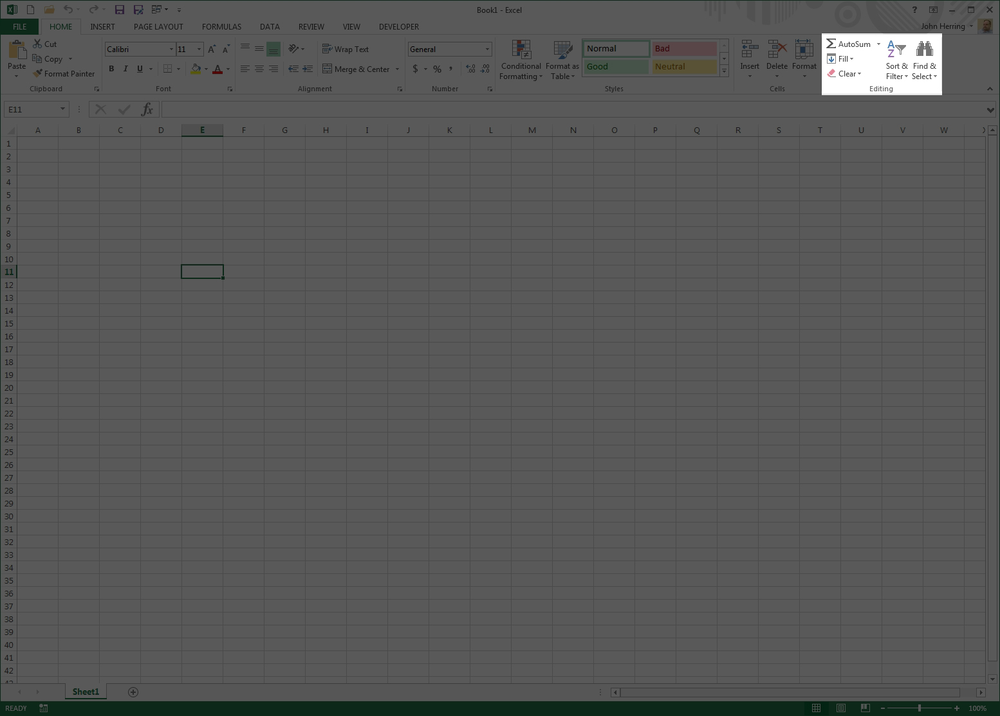 Book1 - Excel
FILE HOME INSERT PAGE LAYOUT FORMULAS DATA REVIEW VIEW DEVELOPER
John Herring
Paste
Cut
Copy
Format Painter
Clipboard
Calibri 11
B I U
Font
Wrap Text
Merge & Center
Alignment
General
$ % ,
Number
Conditional Formatting
Format as Table
Normal Bad
Good Neutral
Styles
Insert Delete Format
Cells
AutoSum
Fill
Clear
Sort & Filter
Find & Select
Editing
E11
fx
A B C D E F G H I J K L M N O P Q R S T U V W
1
2
3
4
5
6
7
8
9
10
11
12
13
14
15
16
17
18
19
20
21
22
23
24
25
26
27
28
29
30
31
32
33
34
35
36
37
38
39
40
41
42
Sheet1
READY
100%